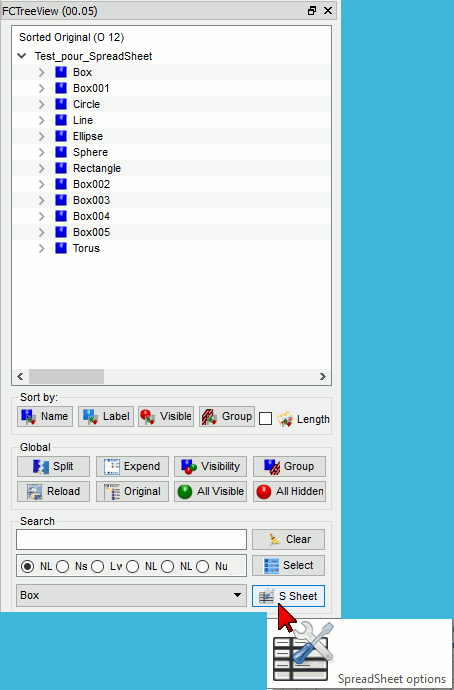 FCTreeView (00.05)
Sorted Original (O 12)
Test_pour_SpreadSheet
Box
Box001
Circle
Line
Ellipse
Sphere
Rectangle
Box002
Box003
Box004
Box005
Torus
Sort by:
Name Label Visible Group Length
Global
Split Expend Visibility Group
Reload Original All Visible All Hidden
Search
Clear
NL Ns Lv NL NL Nu Select
Box S Sheet
SpreadSheet options